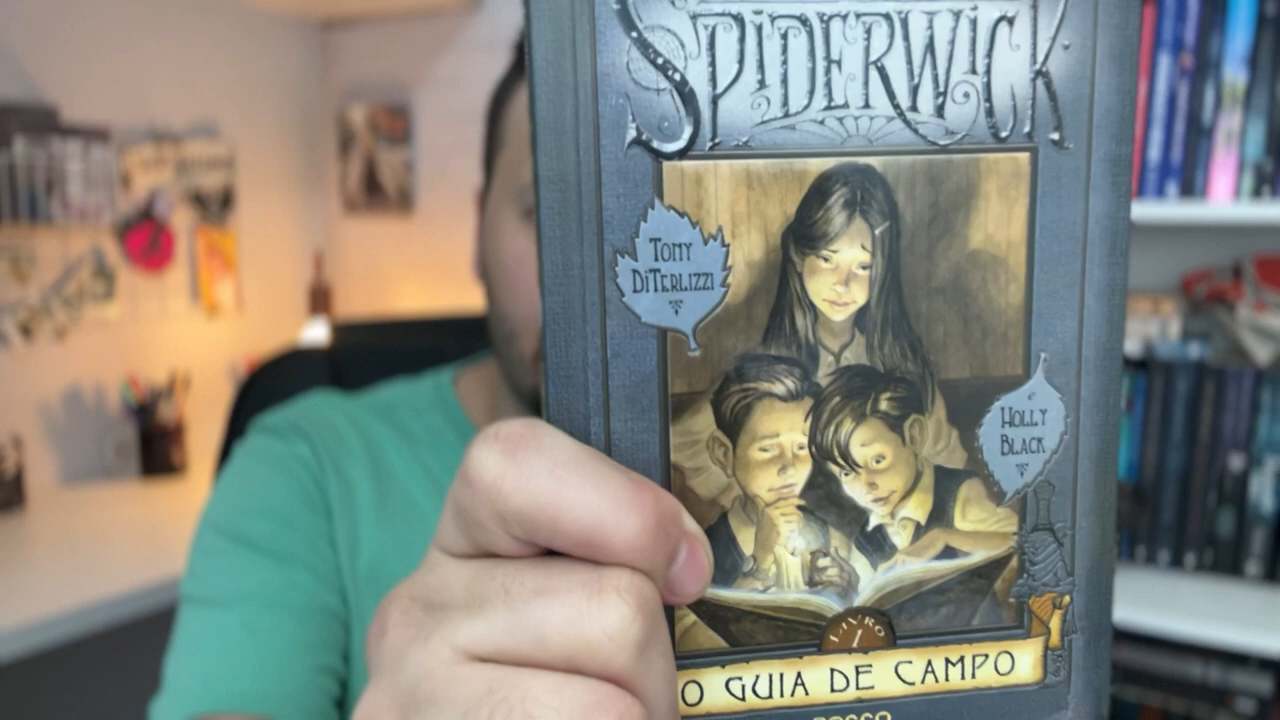 SPIDERWICK
TONY
DITERLIZZI
e
HOLLY
BLACK
LIVRO
1
O GUIA DE CAMPO